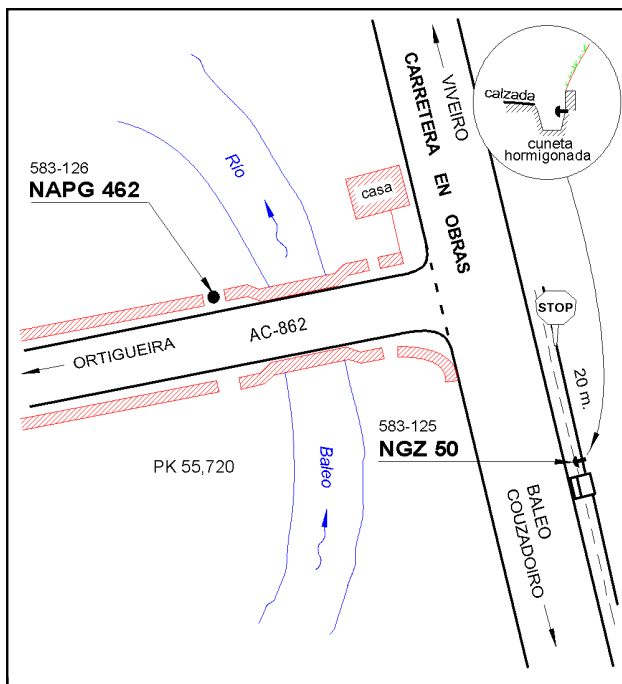 VIVEIRO
CARRETERA EN OBRAS
calzada
cuneta
hormigonada
583-126
NAPG 462
Río
casa
STOP
20 m.
AC-862
ORTIGUEIRA
583-125
NGZ 50
PK 55,720
Baleo
BALEO
COUZADOIRO